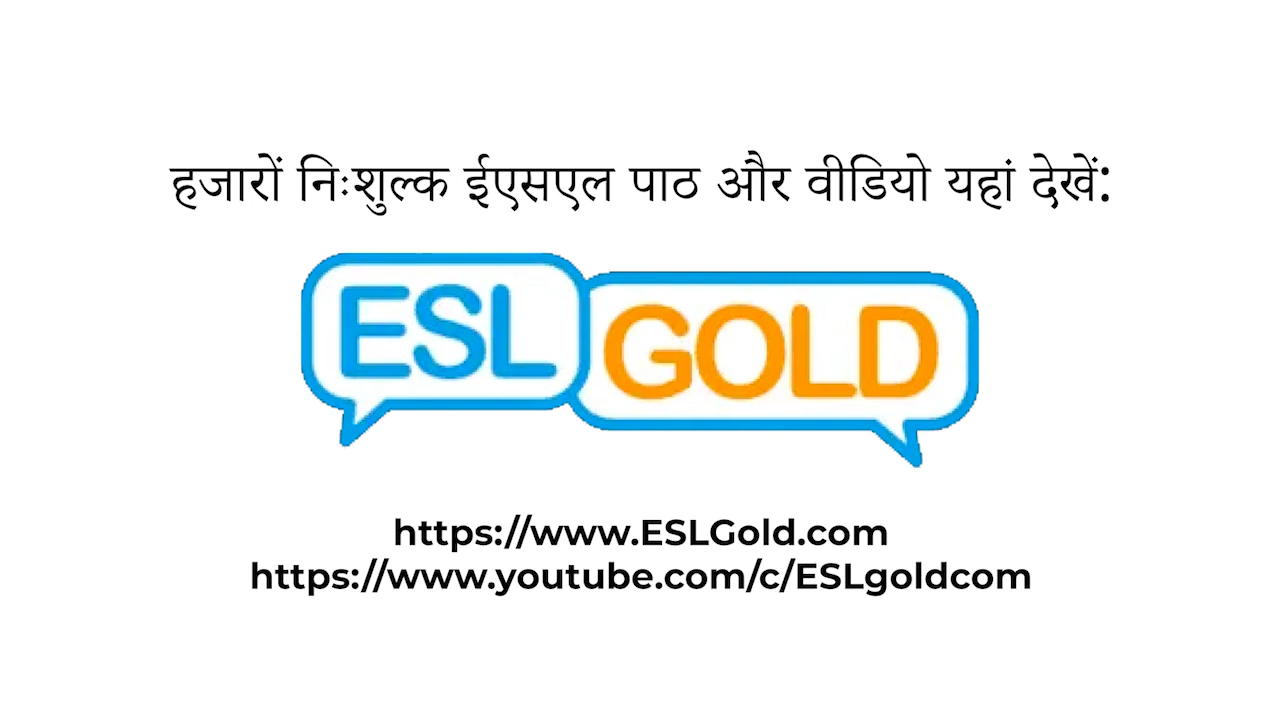 हजारों निःशुल्क ईएसएल पाठ और वीडियो यहां देखें:
ESL GOLD
https://www.ESLGold.com
https://www.youtube.com/c/ESLgoldcom